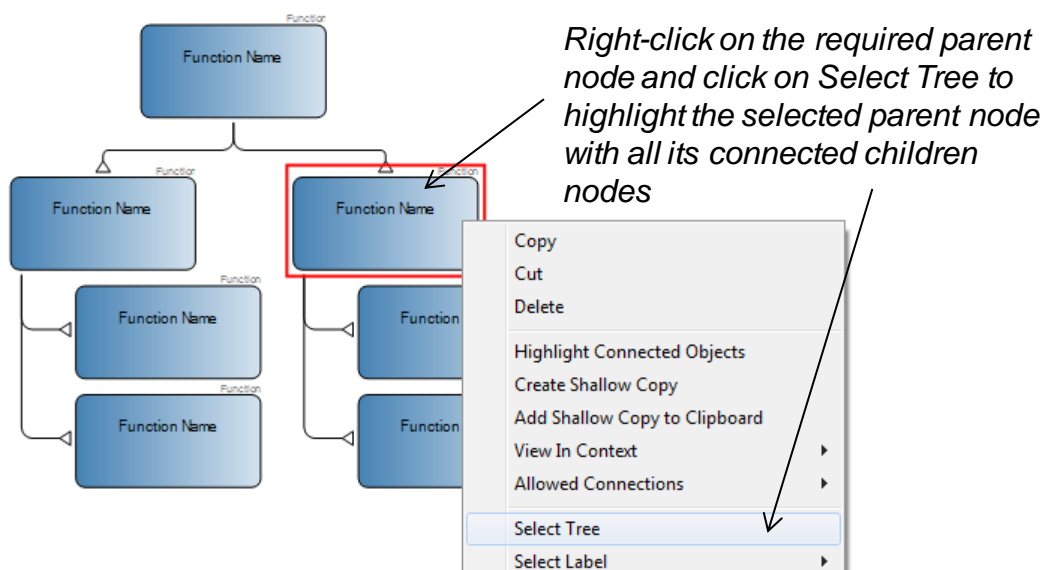 Function
Function Name
Right-click on the required parent
node and click on Select Tree to
highlight the selected parent node
with all its connected children
nodes
Function
Function Name
Function
Function Name
Copy
Cut
Delete
Highlight Connected Objects
Create Shallow Copy
Add Shallow Copy to Clipboard
View In Context
Allowed Connections
Select Tree
Select Label
Function
Function Name
Function
Function
Function Name
Function